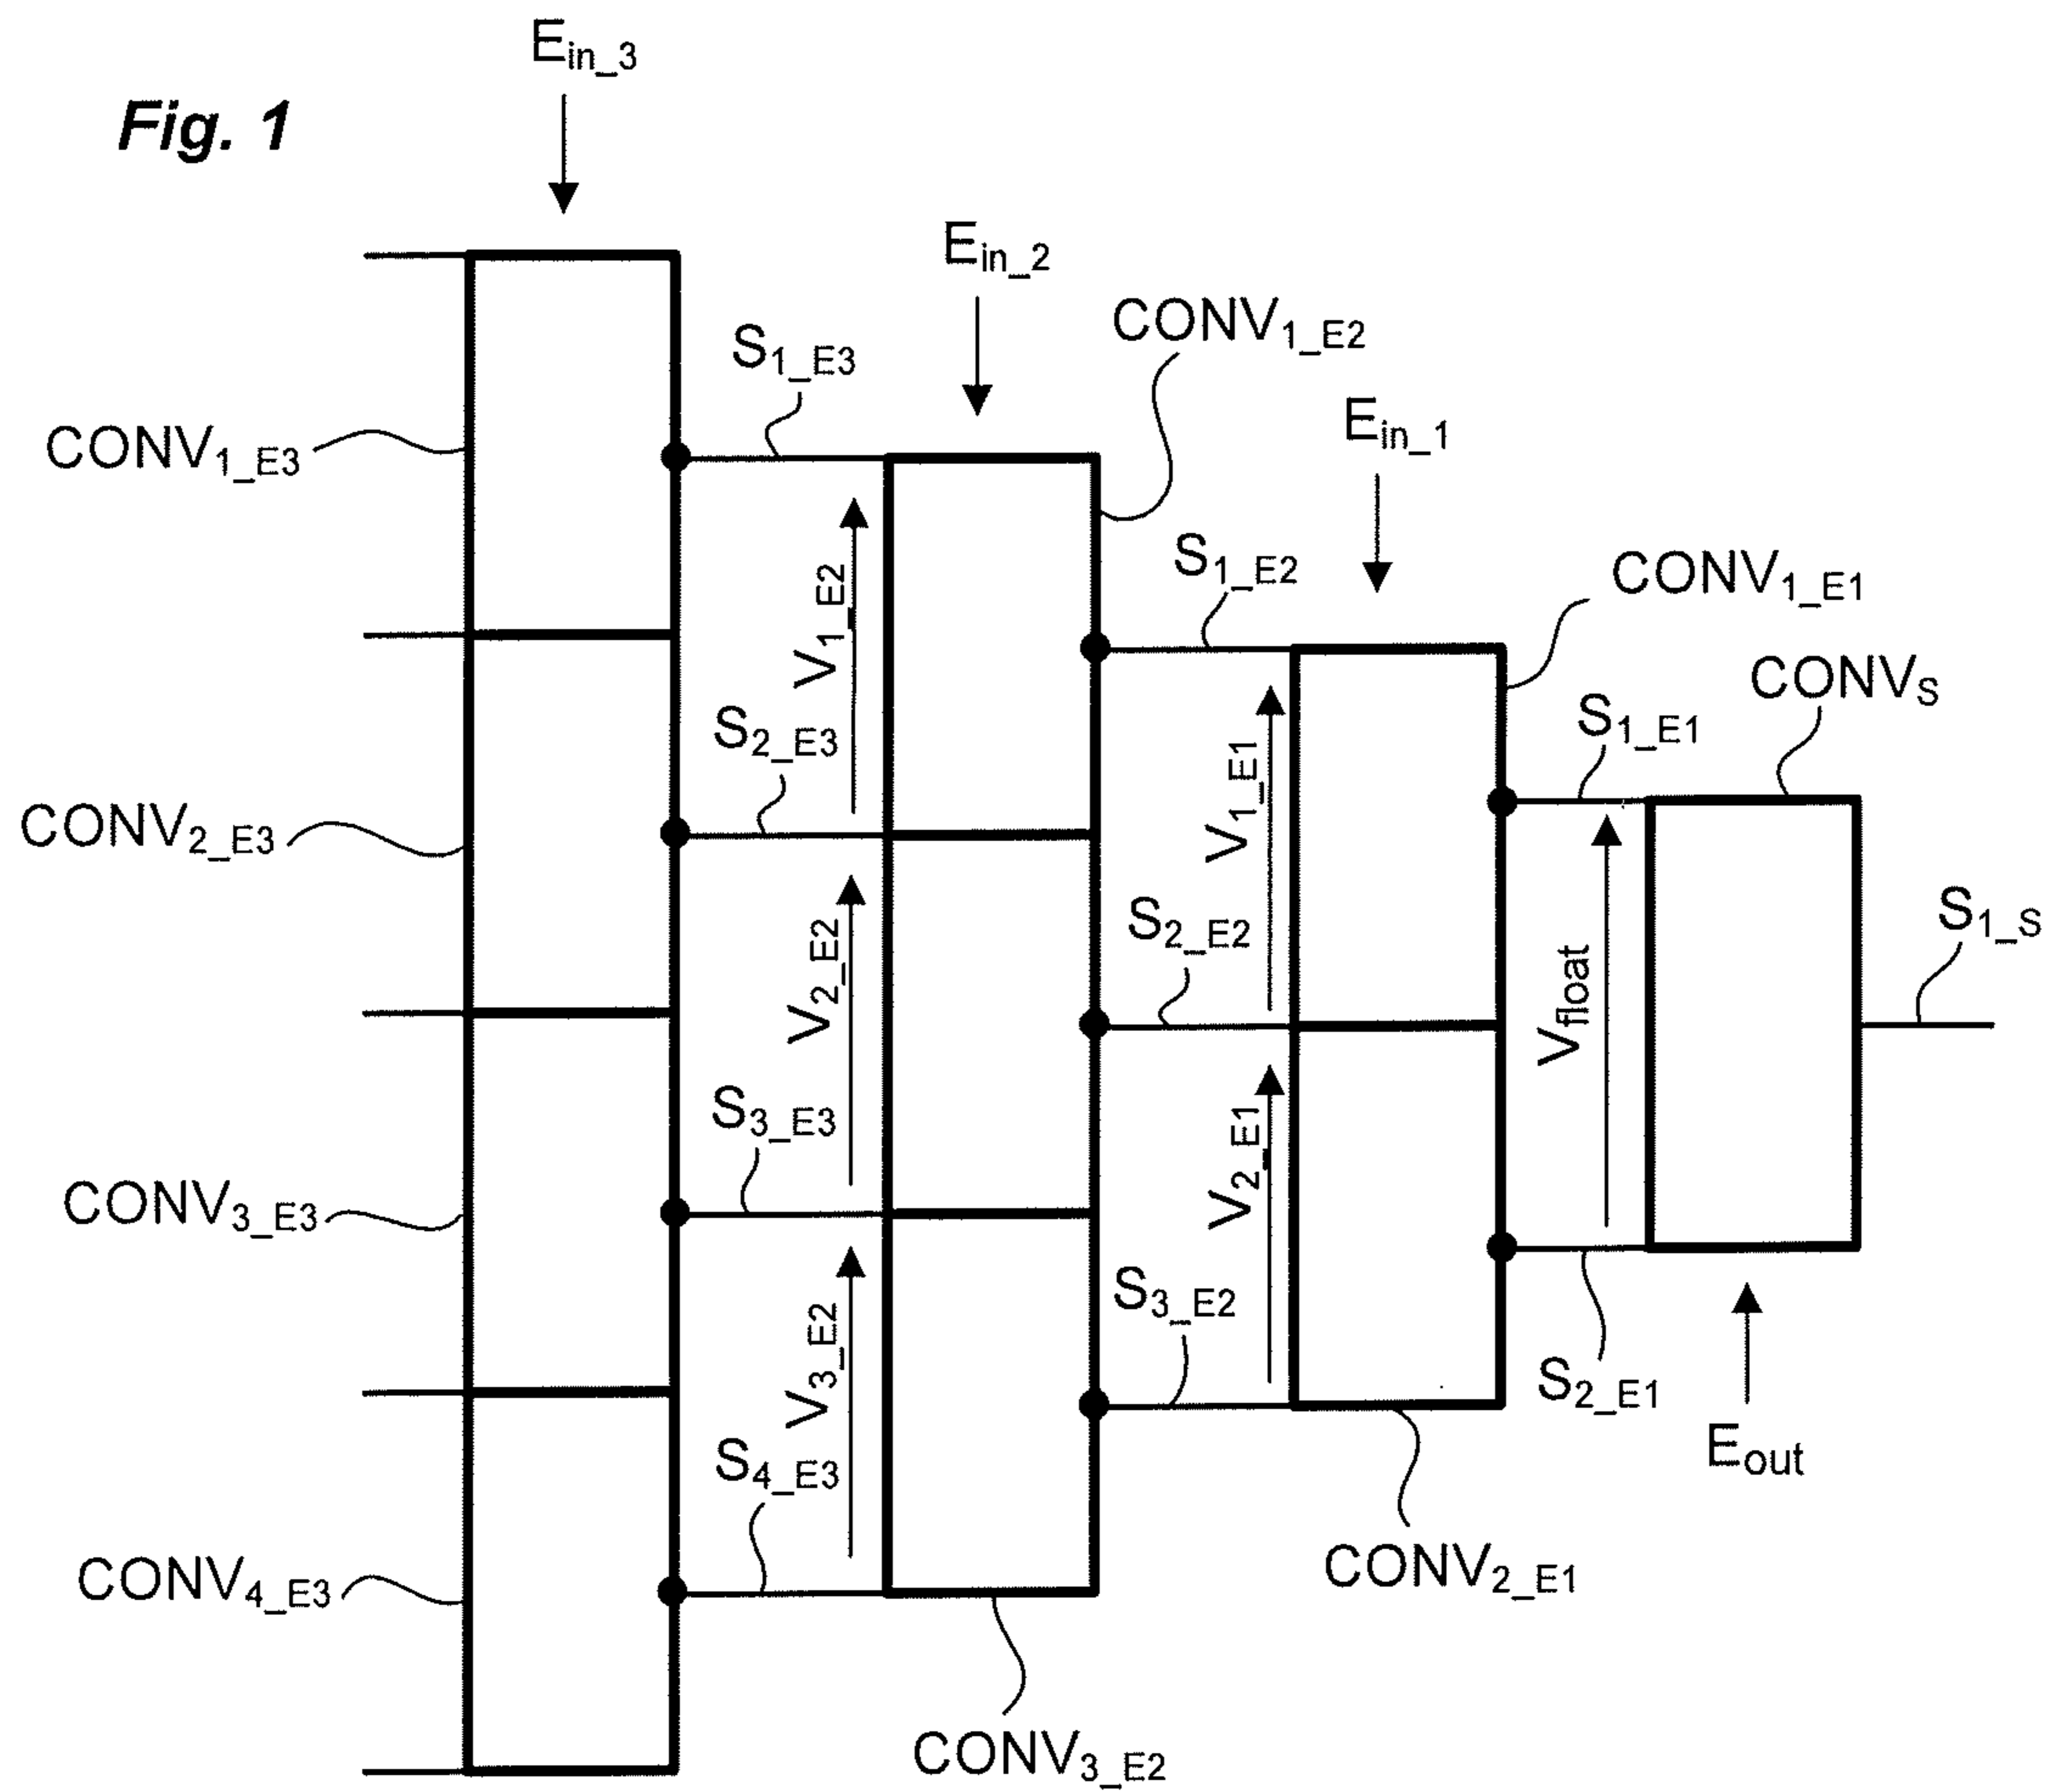 E_in_3
Fig. 1
E_in_2
CONV_1_E2
S_1_E3
E_in_1
CONV_1_E3
S_1_E2
CONV_1_E1
V_1_E2
CONV_S
S_1_E1
S_2_E3
V_1_E1
CONV_2_E3
S_2_E2
S_1_S
V_2_E2
V_float
S_3_E3
V_2_E1
CONV_3_E3
S_3_E2
V_3_E2
S_2_E1
E_out
S_4_E3
CONV_4_E3
CONV_2_E1
CONV_3_E2